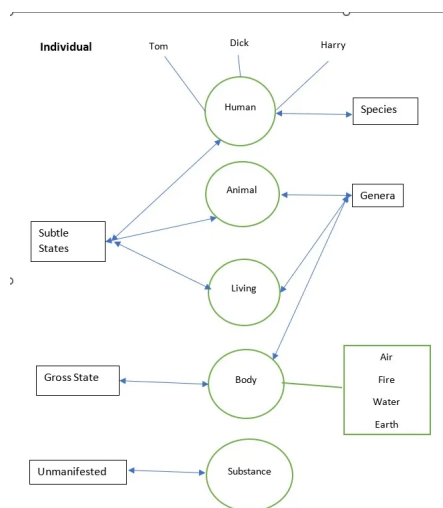 Individual
Tom
Dick
Harry
Human
Species
Animal
Genera
Subtle
States
Living
Gross State
Body
Air
Fire
Water
Earth
Unmanifested
Substance